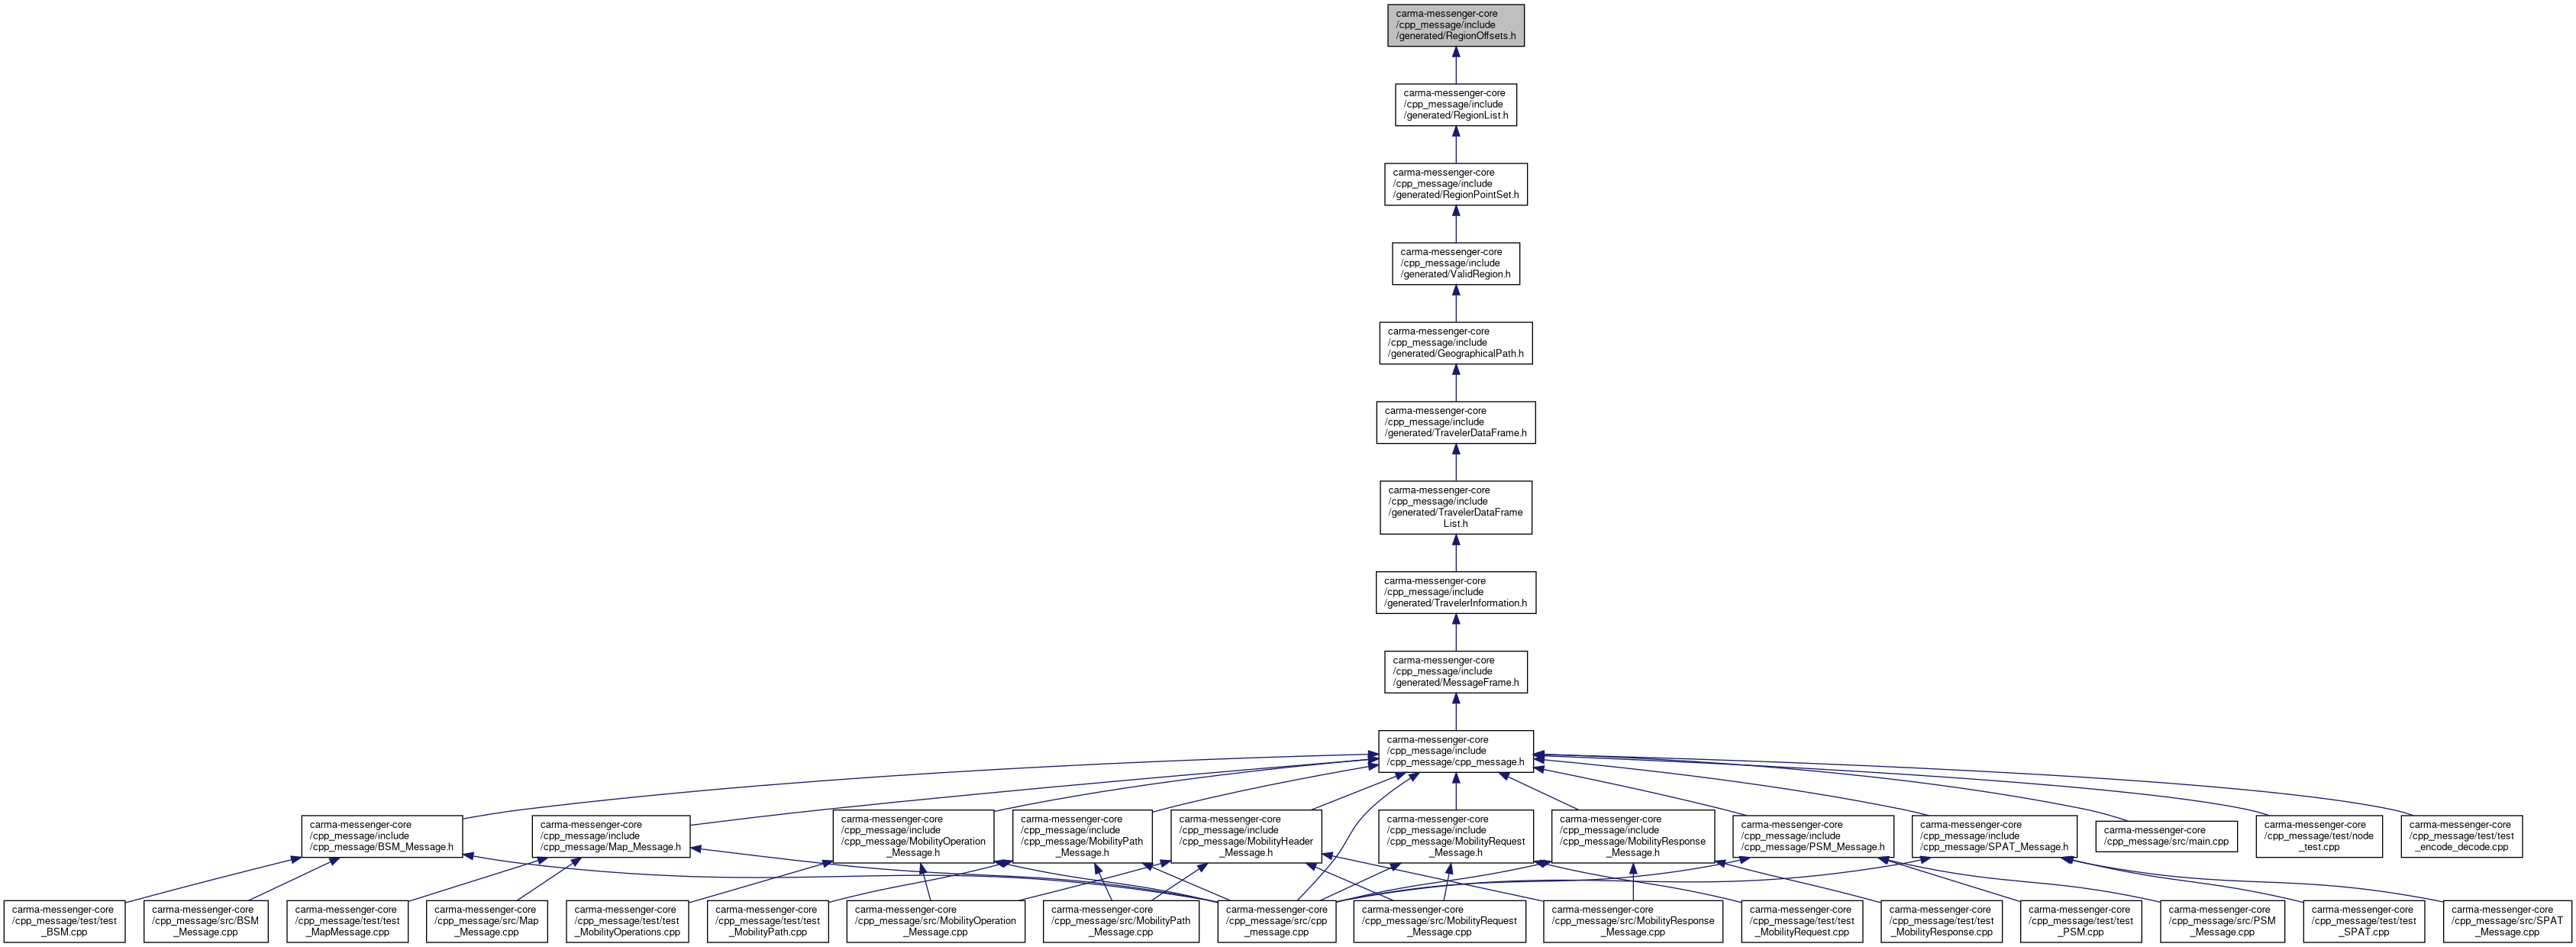 carma-messenger-core
/cpp_message/include
/generated/RegionOffsets.h
carma-messenger-core
/cpp_message/include
/generated/RegionList.h
carma-messenger-core
/cpp_message/include
/generated/RegionPointSet.h
carma-messenger-core
/cpp_message/include
/generated/ValidRegion.h
carma-messenger-core
/cpp_message/include
/generated/GeographicalPath.h
carma-messenger-core
/cpp_message/include
/generated/TravelerDataFrame.h
carma-messenger-core
/cpp_message/include
/generated/TravelerDataFrame
List.h
carma-messenger-core
/cpp_message/include
/generated/TravelerInformation.h
carma-messenger-core
/cpp_message/include
/generated/MessageFrame.h
carma-messenger-core
/cpp_message/include
/cpp_message/cpp_message.h
carma-messenger-core
/cpp_message/include
/cpp_message/BSM_Message.h
carma-messenger-core
/cpp_message/include
/cpp_message/Map_Message.h
carma-messenger-core
/cpp_message/include
/cpp_message/MobilityOperation
_Message.h
carma-messenger-core
/cpp_message/include
/cpp_message/MobilityPath
_Message.h
carma-messenger-core
/cpp_message/include
/cpp_message/MobilityHeader
_Message.h
carma-messenger-core
/cpp_message/include
/cpp_message/MobilityRequest
_Message.h
carma-messenger-core
/cpp_message/include
/cpp_message/MobilityResponse
_Message.h
carma-messenger-core
/cpp_message/include
/cpp_message/PSM_Message.h
carma-messenger-core
/cpp_message/include
/cpp_message/SPAT_Message.h
carma-messenger-core
/cpp_message/src/main.cpp
carma-messenger-core
/cpp_message/test/node
_test.cpp
carma-messenger-core
/cpp_message/test/test
_encode_decode.cpp
carma-messenger-core
/cpp_message/test/test
_BSM.cpp
carma-messenger-core
/cpp_message/src/BSM
_Message.cpp
carma-messenger-core
/cpp_message/test/test
_MapMessage.cpp
carma-messenger-core
/cpp_message/src/Map
_Message.cpp
carma-messenger-core
/cpp_message/test/test
_MobilityOperations.cpp
carma-messenger-core
/cpp_message/test/test
_MobilityPath.cpp
carma-messenger-core
/cpp_message/src/MobilityOperation
_Message.cpp
carma-messenger-core
/cpp_message/src/MobilityPath
_Message.cpp
carma-messenger-core
/cpp_message/src/cpp
_message.cpp
carma-messenger-core
/cpp_message/src/MobilityRequest
_Message.cpp
carma-messenger-core
/cpp_message/src/MobilityResponse
_Message.cpp
carma-messenger-core
/cpp_message/test/test
_MobilityRequest.cpp
carma-messenger-core
/cpp_message/test/test
_MobilityResponse.cpp
carma-messenger-core
/cpp_message/test/test
_PSM.cpp
carma-messenger-core
/cpp_message/src/PSM
_Message.cpp
carma-messenger-core
/cpp_message/test/test
_SPAT.cpp
carma-messenger-core
/cpp_message/src/SPAT
_Message.cpp